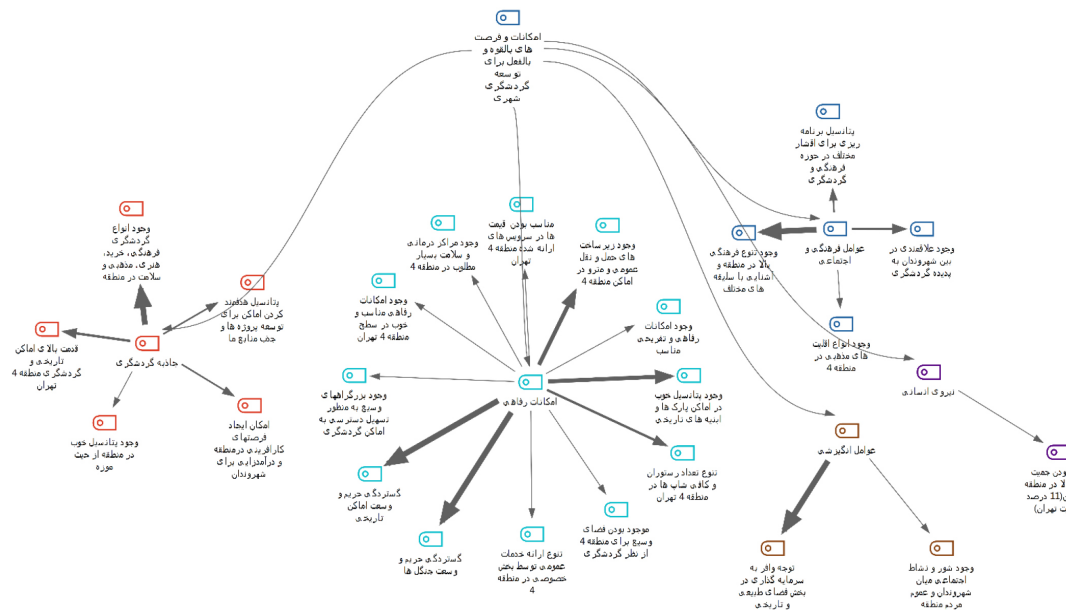 امکانات و فرصت
های بالقوه و
بالفعل برای
توسعه
گردشگری
شهری
پتانسیل برنامه
ریزی برای اقشار
مختلف در حوزه
فرهنگی و
گردشگری
عوامل فرهنگی و
اجتماعی
وجود علاقمندی در
بین شهروندان به
پدیده گردشگری
وجود تنوع فرهنگی
بالا در منطقه و
آشنایی با سلیقه
های مختلف
وجود انواع اقلیت
های مذهبی در
منطقه 4
نیروی انسانی
بودن جمعیت
الا در منطقه
ن(11 درصد
ت تهران)
عوامل انگیزشی
توجه وافر به
سرمایه گذاری در
بخش فضای طبیعی
و تاریخی
وجود شور و نشاط
اجتماعی میان
شهروندان و عموم
مردم منطقه
مناسب بودن قیمت
ها در سرویس های
ارائه شده منطقه 4
تهران
وجود زیر ساخت
های حمل و نقل
عمومی و مترو در
اماکن منطقه 4
وجود مراکز درمانی
و سلامت بسیار
مطلوب در منطقه 4
وجود امکانات
رفاهی مناسب و
خوب در سطح
منطقه 4 تهران
وجود امکانات
رفاهی و تفریحی
مناسب
امکانات رفاهی
وجود پتانسیل خوب
در اماکن پارک ها و
ابنیه های تاریخی
وجود بزرگراههای
وسیع به منظور
تسهیل دسترسی به
اماکن گردشگری
تنوع تعداد رستوران
و کافی شاپ ها در
منطقه 4 تهران
گستردگی حریم و
وسعت اماکن
تاریخی
گستردگی حریم و
وسعت جنگل ها
تنوع ارائه خدمات
عمومی توسط بخش
خصوصی در منطقه
4
موجود بودن فضای
وسیع برای منطقه 4
از نظر گردشگری
وجود انواع
گردشگری
فرهنگی، خرید،
هنری، مذهبی و
سلامت در منطقه
پتانسیل هدفمند
کردن اماکن برای
توسعه پروژه ها و
جذب منابع ما
جاذبه گردشگری
قدمت بالای اماکن
تاریخی و
گردشگری منطقه 4
تهران
وجود پتانسیل خوب
در منطقه از حیث
موزه
امکان ایجاد
فرصتهای
کارآفرینی درمنطقه
و درآمدزایی برای
شهروندان